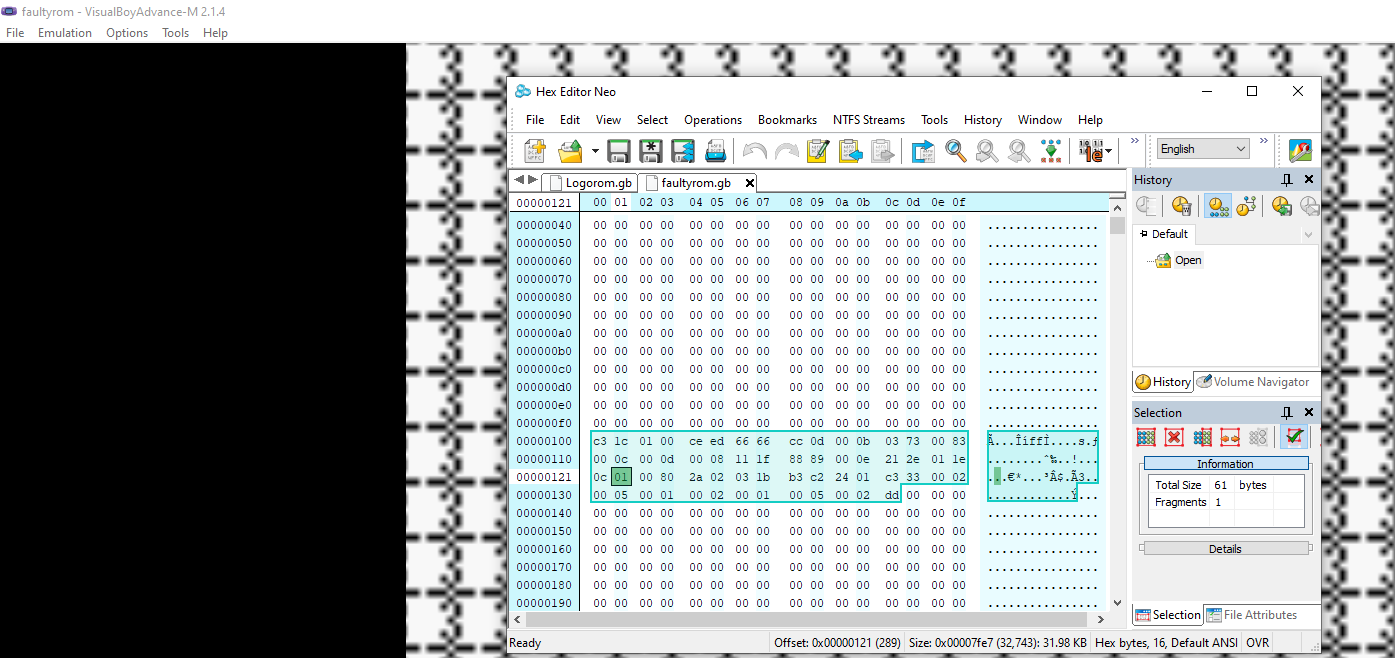 faultyrom - VisualBoyAdvance-M 2.1.4
File Emulation Options Tools Help
Hex Editor Neo
File Edit View Select Operations Bookmarks NTFS Streams Tools History Window Help
English
Logorom.gb faultyrom.gb
00000121 00 01 02 03 04 05 06 07 08 09 0a 0b 0c 0d 0e 0f
00000040 00 00 00 00 00 00 00 00 00 00 00 00 00 00 00 00 ................
00000050 00 00 00 00 00 00 00 00 00 00 00 00 00 00 00 00 ................
00000060 00 00 00 00 00 00 00 00 00 00 00 00 00 00 00 00 ................
00000070 00 00 00 00 00 00 00 00 00 00 00 00 00 00 00 00 ................
00000080 00 00 00 00 00 00 00 00 00 00 00 00 00 00 00 00 ................
00000090 00 00 00 00 00 00 00 00 00 00 00 00 00 00 00 00 ................
000000a0 00 00 00 00 00 00 00 00 00 00 00 00 00 00 00 00 ................
000000b0 00 00 00 00 00 00 00 00 00 00 00 00 00 00 00 00 ................
000000c0 00 00 00 00 00 00 00 00 00 00 00 00 00 00 00 00 ................
000000d0 00 00 00 00 00 00 00 00 00 00 00 00 00 00 00 00 ................
000000e0 00 00 00 00 00 00 00 00 00 00 00 00 00 00 00 00 ................
000000f0 00 00 00 00 00 00 00 00 00 00 00 00 00 00 00 00 ................
00000100 c3 1c 01 00 ce ed 66 66 cc 0d 00 0b 03 73 00 83 Ã...ÎíffÌ....s.ƒ
00000110 00 0c 00 0d 00 08 11 1f 88 89 00 0e 21 2e 01 1e ........ˆ‰..!...
00000121 0c 01 00 80 2a 02 03 1b b3 c2 24 01 c3 33 00 02 ...€*...³Â$.Ã3..
00000130 00 05 00 01 00 02 00 01 00 05 00 02 dd 00 00 00 ............Ý...
00000140 00 00 00 00 00 00 00 00 00 00 00 00 00 00 00 00 ................
00000150 00 00 00 00 00 00 00 00 00 00 00 00 00 00 00 00 ................
00000160 00 00 00 00 00 00 00 00 00 00 00 00 00 00 00 00 ................
00000170 00 00 00 00 00 00 00 00 00 00 00 00 00 00 00 00 ................
00000180 00 00 00 00 00 00 00 00 00 00 00 00 00 00 00 00 ................
00000190 00 00 00 00 00 00 00 00 00 00 00 00 00 00 00 00 ................
History
Default
Open
History Volume Navigator
Selection
Information
Total Size 61 bytes
Fragments 1
Details
Selection File Attributes
Ready Offset: 0x00000121 (289) Size: 0x00007fe7 (32,743): 31.98 KB Hex bytes, 16, Default ANSI OVR